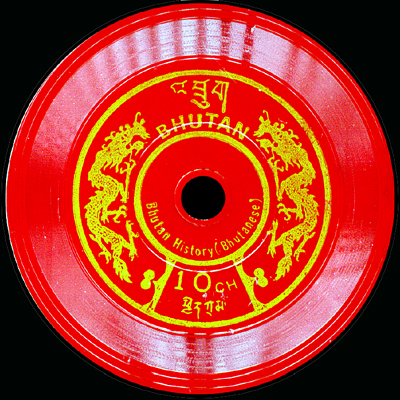 འབྲུག
BHUTAN
Bhutan History (Bhutanese)
10 CH